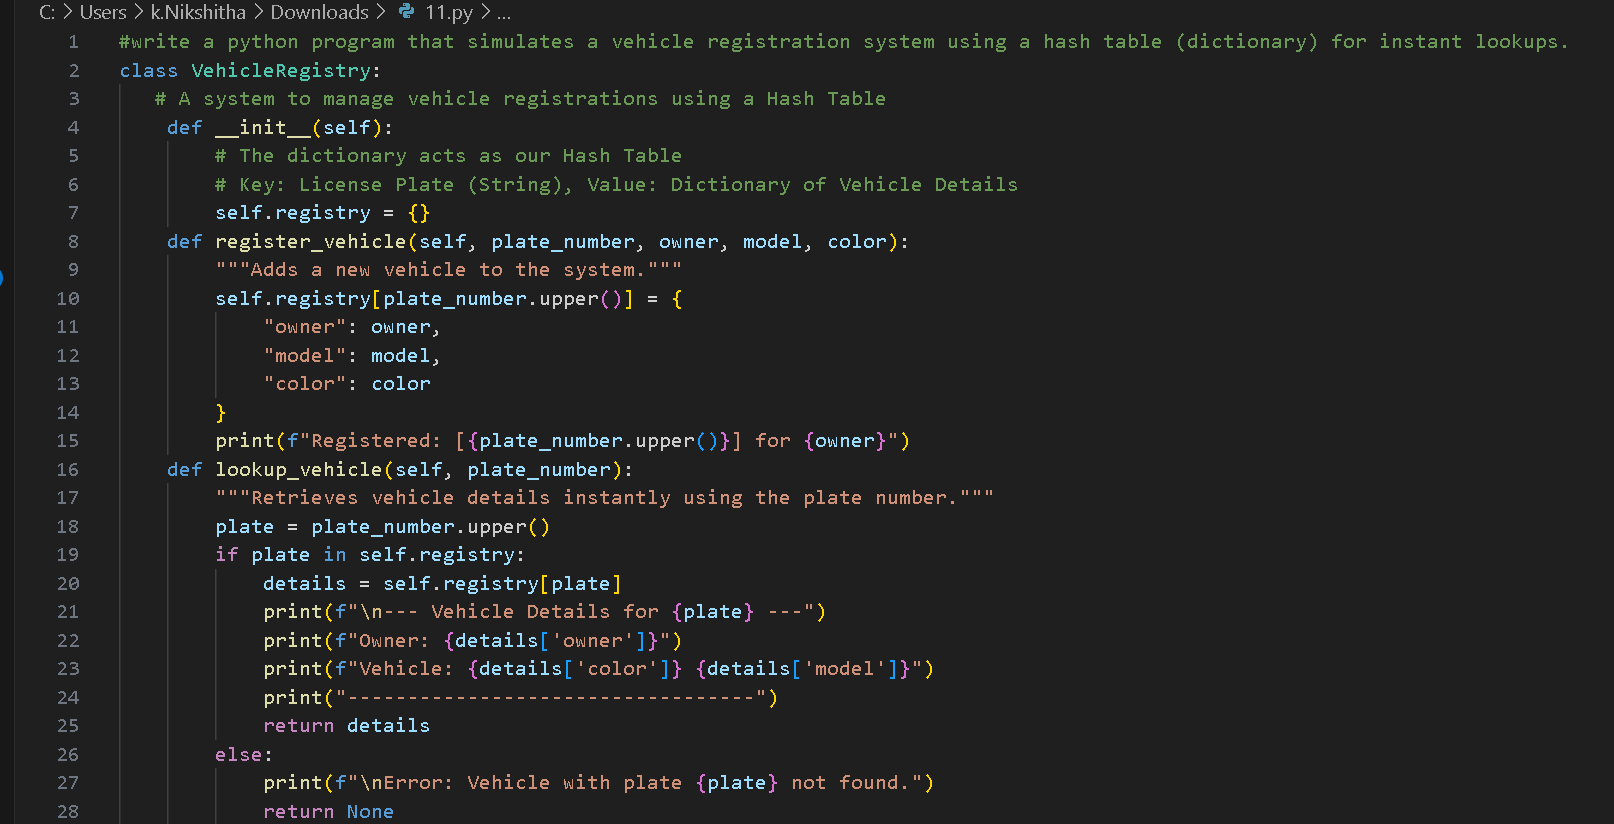 C: > Users > k.Nikshitha > Downloads > 11.py > ...
1 #write a python program that simulates a vehicle registration system using a hash table (dictionary) for instant lookups.
2 class VehicleRegistry:
3 # A system to manage vehicle registrations using a Hash Table
4 def __init__(self):
5 # The dictionary acts as our Hash Table
6 # Key: License Plate (String), Value: Dictionary of Vehicle Details
7 self.registry = {}
8 def register_vehicle(self, plate_number, owner, model, color):
9 """Adds a new vehicle to the system."""
10 self.registry[plate_number.upper()] = {
11 "owner": owner,
12 "model": model,
13 "color": color
14 }
15 print(f"Registered: [{plate_number.upper()}] for {owner}")
16 def lookup_vehicle(self, plate_number):
17 """Retrieves vehicle details instantly using the plate number."""
18 plate = plate_number.upper()
19 if plate in self.registry:
20 details = self.registry[plate]
21 print(f"\n--- Vehicle Details for {plate} ---")
22 print(f"Owner: {details['owner']}")
23 print(f"Vehicle: {details['color']} {details['model']}")
24 print("----------------------------------")
25 return details
26 else:
27 print(f"\nError: Vehicle with plate {plate} not found.")
28 return None